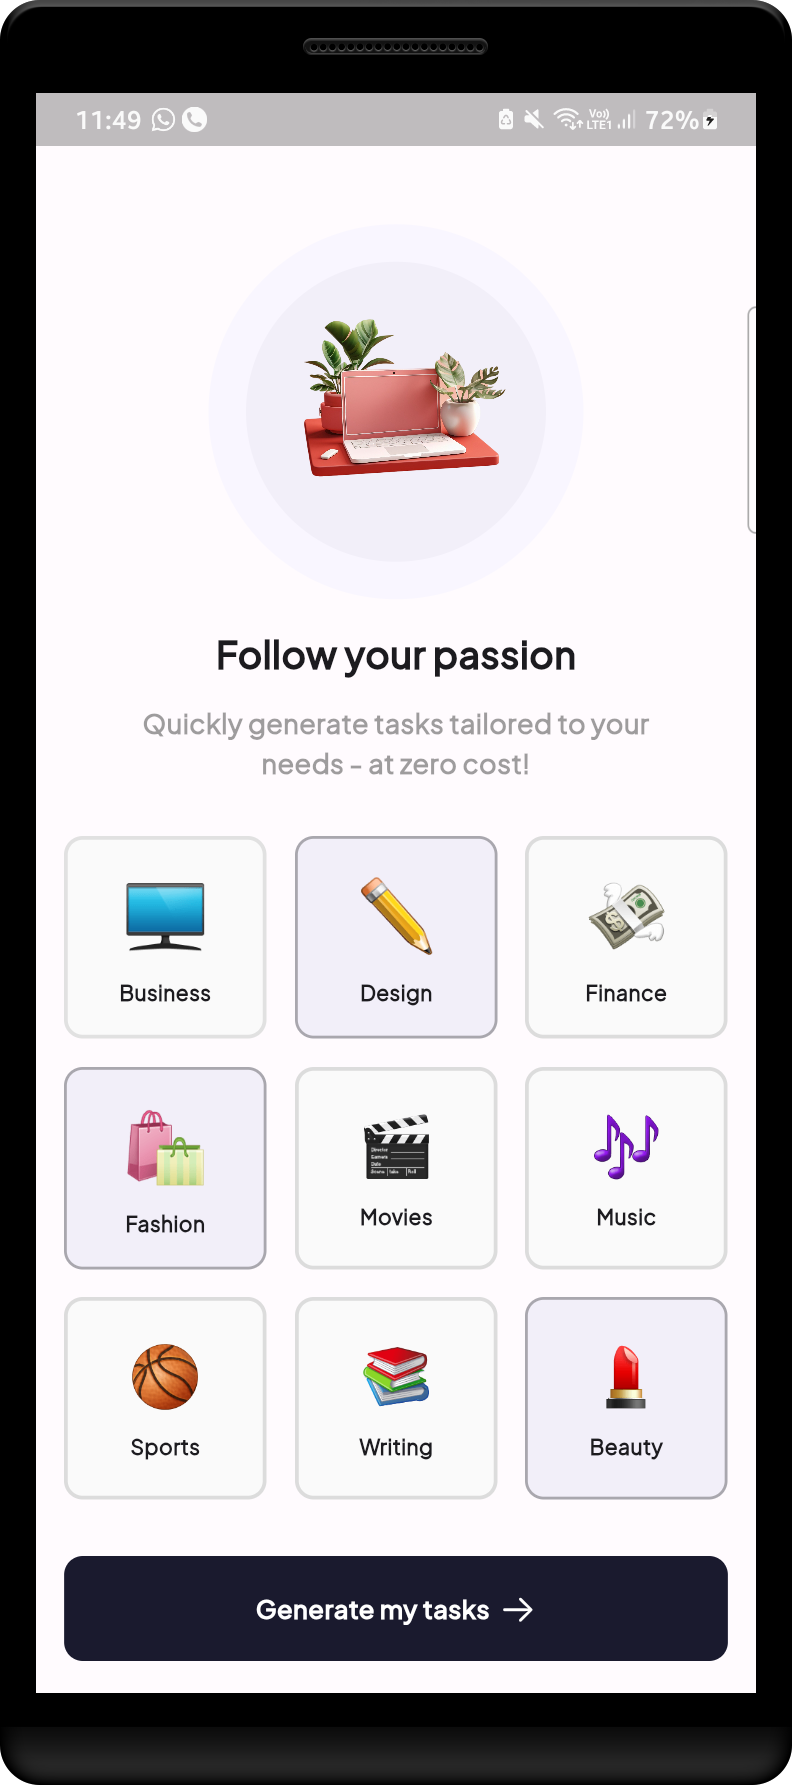 11:49
Vo)) LTE1 72%
Follow your passion
Quickly generate tasks tailored to your
needs - at zero cost!
Business Design Finance
Fashion Movies Music
Sports Writing Beauty
Generate my tasks